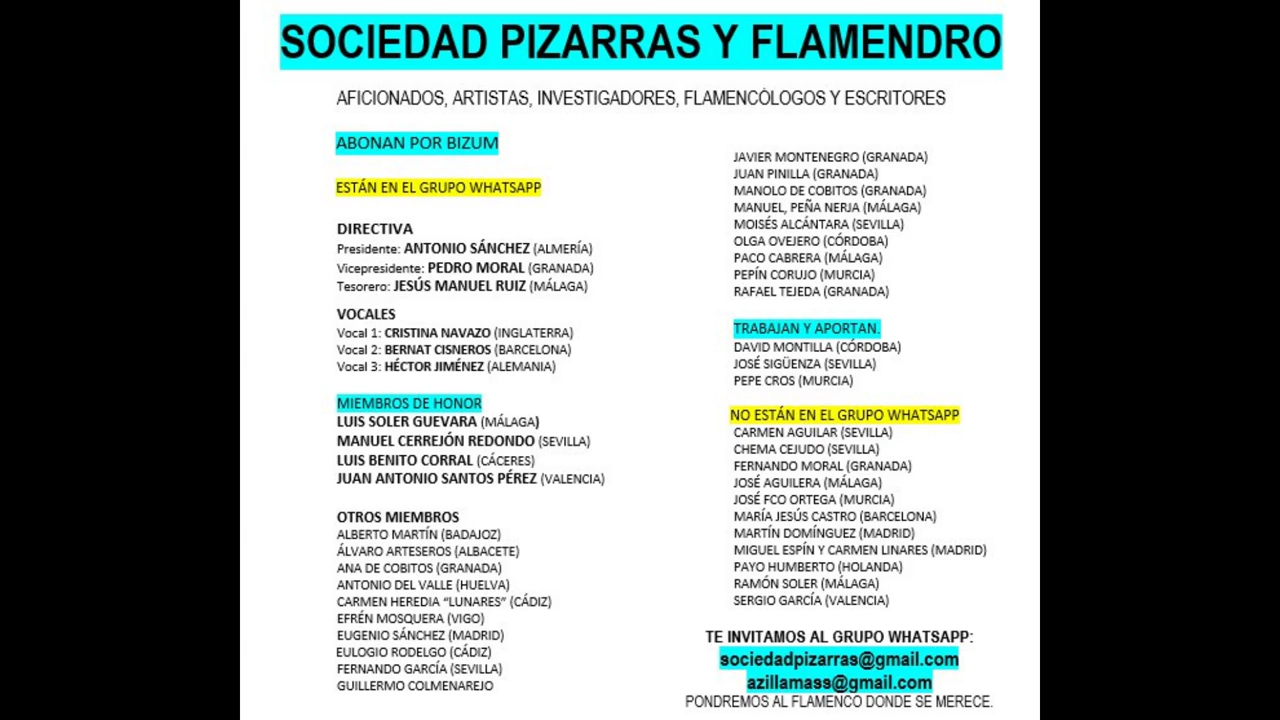 SOCIEDAD PIZARRAS Y FLAMENDRO
AFICIONADOS, ARTISTAS, INVESTIGADORES, FLAMENCÓLOGOS Y ESCRITORES
ABONAN POR BIZUM
ESTÁN EN EL GRUPO WHATSAPP
DIRECTIVA
Presidente: ANTONIO SÁNCHEZ (ALMERÍA)
Vicepresidente: PEDRO MORAL (GRANADA)
Tesorero: JESÚS MANUEL RUIZ (MÁLAGA)
VOCALES
Vocal 1: CRISTINA NAVAZO (INGLATERRA)
Vocal 2: BERNAT CISNEROS (BARCELONA)
Vocal 3: HÉCTOR JIMÉNEZ (ALEMANIA)
MIEMBROS DE HONOR
LUIS SOLER GUEVARA (MÁLAGA)
MANUEL CERREJÓN REDONDO (SEVILLA)
LUIS BENITO CORRAL (CÁCERES)
JUAN ANTONIO SANTOS PÉREZ (VALENCIA)
OTROS MIEMBROS
ALBERTO MARTÍN (BADAJOZ)
ÁLVARO ARTESEROS (ALBACETE)
ANA DE COBITOS (GRANADA)
ANTONIO DEL VALLE (HUELVA)
CARMEN HEREDIA “LUNARES” (CÁDIZ)
EFRÉN MOSQUERA (VIGO)
EUGENIO SÁNCHEZ (MADRID)
EULOGIO RODELGO (CÁDIZ)
FERNANDO GARCÍA (SEVILLA)
GUILLERMO COLMENAREJO
JAVIER MONTENEGRO (GRANADA)
JUAN PINILLA (GRANADA)
MANOLO DE COBITOS (GRANADA)
MANUEL, PEÑA NERJA (MÁLAGA)
MOISÉS ALCÁNTARA (SEVILLA)
OLGA OVEJERO (CÓRDOBA)
PACO CABRERA (MÁLAGA)
PEPÍN CORUJO (MURCIA)
RAFAEL TEJEDA (GRANADA)
TRABAJAN Y APORTAN.
DAVID MONTILLA (CÓRDOBA)
JOSÉ SIGÜENZA (SEVILLA)
PEPE CROS (MURCIA)
NO ESTÁN EN EL GRUPO WHATSAPP
CARMEN AGUILAR (SEVILLA)
CHEMA CEJUDO (SEVILLA)
FERNANDO MORAL (GRANADA)
JOSÉ AGUILERA (MÁLAGA)
JOSÉ FCO ORTEGA (MURCIA)
MARÍA JESÚS CASTRO (BARCELONA)
MARTÍN DOMÍNGUEZ (MADRID)
MIGUEL ESPÍN Y CARMEN LINARES (MADRID)
PAYO HUMBERTO (HOLANDA)
RAMÓN SOLER (MÁLAGA)
SERGIO GARCÍA (VALENCIA)
TE INVITAMOS AL GRUPO WHATSAPP:
sociedadpizarras@gmail.com
azillamass@gmail.com
PONDREMOS AL FLAMENCO DONDE SE MERECE.